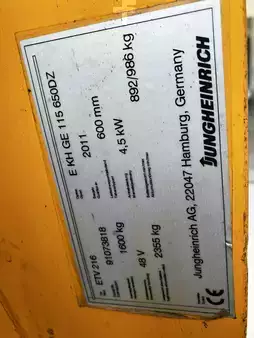 ETV 216 E KH GE 115 650DZ
91073818 2011
1600 kg 600 mm
48 V 4,5 kW
2355 kg 892/986 kg
Jungheinrich AG, 22047 Hamburg, Germany
CE JUNGHEINRICH